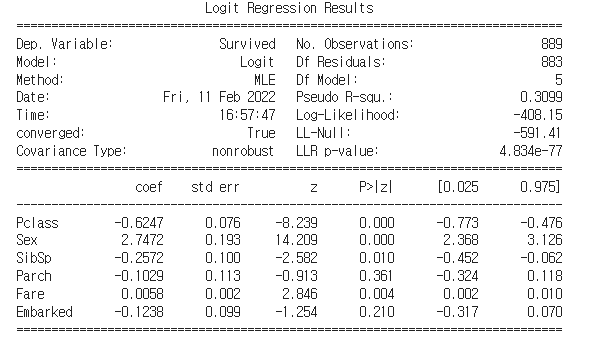 Logit Regression Results
==============================================================================
Dep. Variable: Survived No. Observations: 889
Model: Logit Df Residuals: 883
Method: MLE Df Model: 5
Date: Fri, 11 Feb 2022 Pseudo R-squ.: 0.3099
Time: 16:57:47 Log-Likelihood: -408.15
converged: True LL-Null: -591.41
Covariance Type: nonrobust LLR p-value: 4.834e-77
==============================================================================
coef std err z P>|z| [0.025 0.975]
------------------------------------------------------------------------------
Pclass -0.6247 0.076 -8.239 0.000 -0.773 -0.476
Sex 2.7472 0.193 14.209 0.000 2.368 3.126
SibSp -0.2572 0.100 -2.582 0.010 -0.452 -0.062
Parch -0.1029 0.113 -0.913 0.361 -0.324 0.118
Fare 0.0058 0.002 2.846 0.004 0.002 0.010
Embarked -0.1238 0.099 -1.254 0.210 -0.317 0.070
==============================================================================